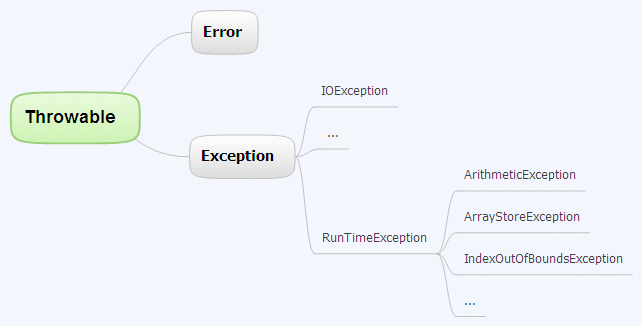 Error
Throwable
IOException
...
Exception
ArithmeticException
ArrayStoreException
RunTimeException
IndexOutOfBoundsException
...